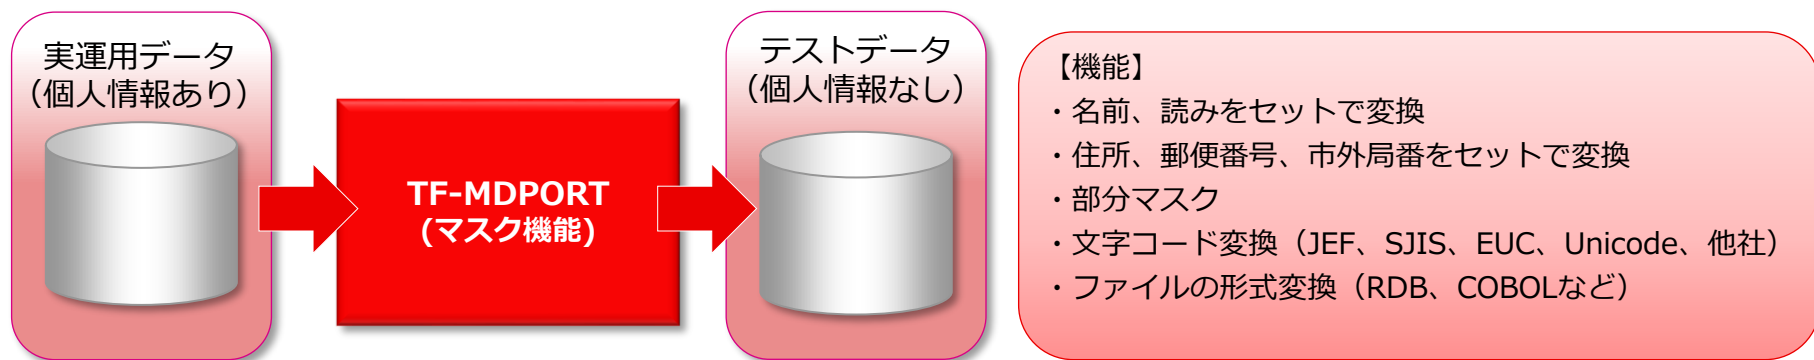 実運用データ
（個人情報あり）
TF-MDPORT
(マスク機能)
テストデータ
（個人情報なし）
【機能】
・名前、読みをセットで変換
・住所、郵便番号、市外局番をセットで変換
・部分マスク
・文字コード変換（JEF、SJIS、EUC、Unicode、他社）
・ファイルの形式変換（RDB、COBOLなど）